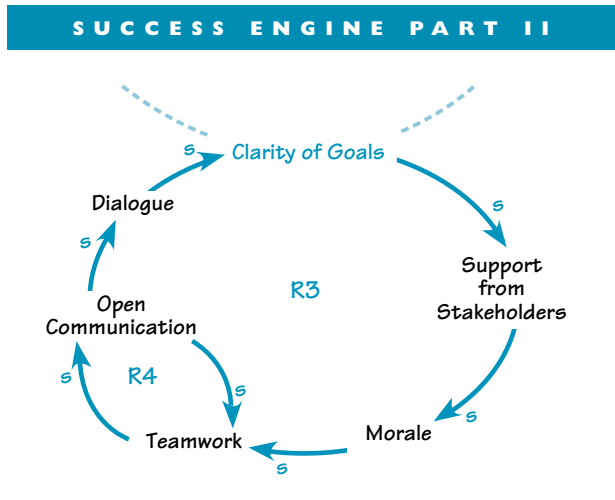 SUCCESS ENGINE PART II
s
Clarity of Goals
Dialogue
s
s
Support
from
Stakeholders
R3
Open
Communication
s
R4
s
s
s
Teamwork
Morale
s